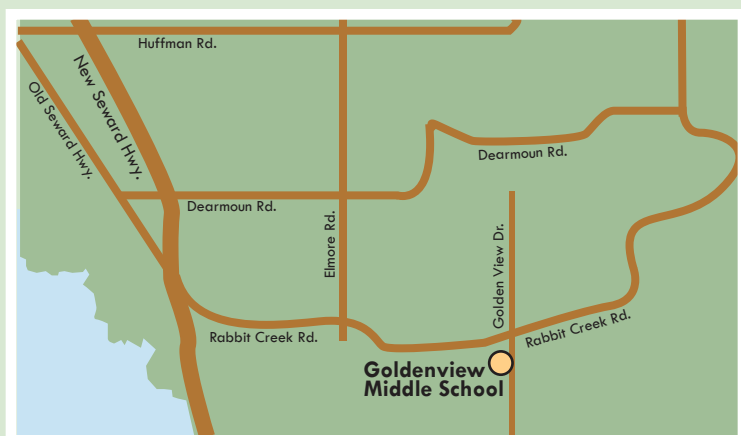 Huffman Rd.
New Seward Hwy.
Old Seward Hwy.
Dearmoun Rd.
Dearmoun Rd.
Elmore Rd.
Golden View Dr.
Rabbit Creek Rd.
Rabbit Creek Rd.
Goldenview
Middle School